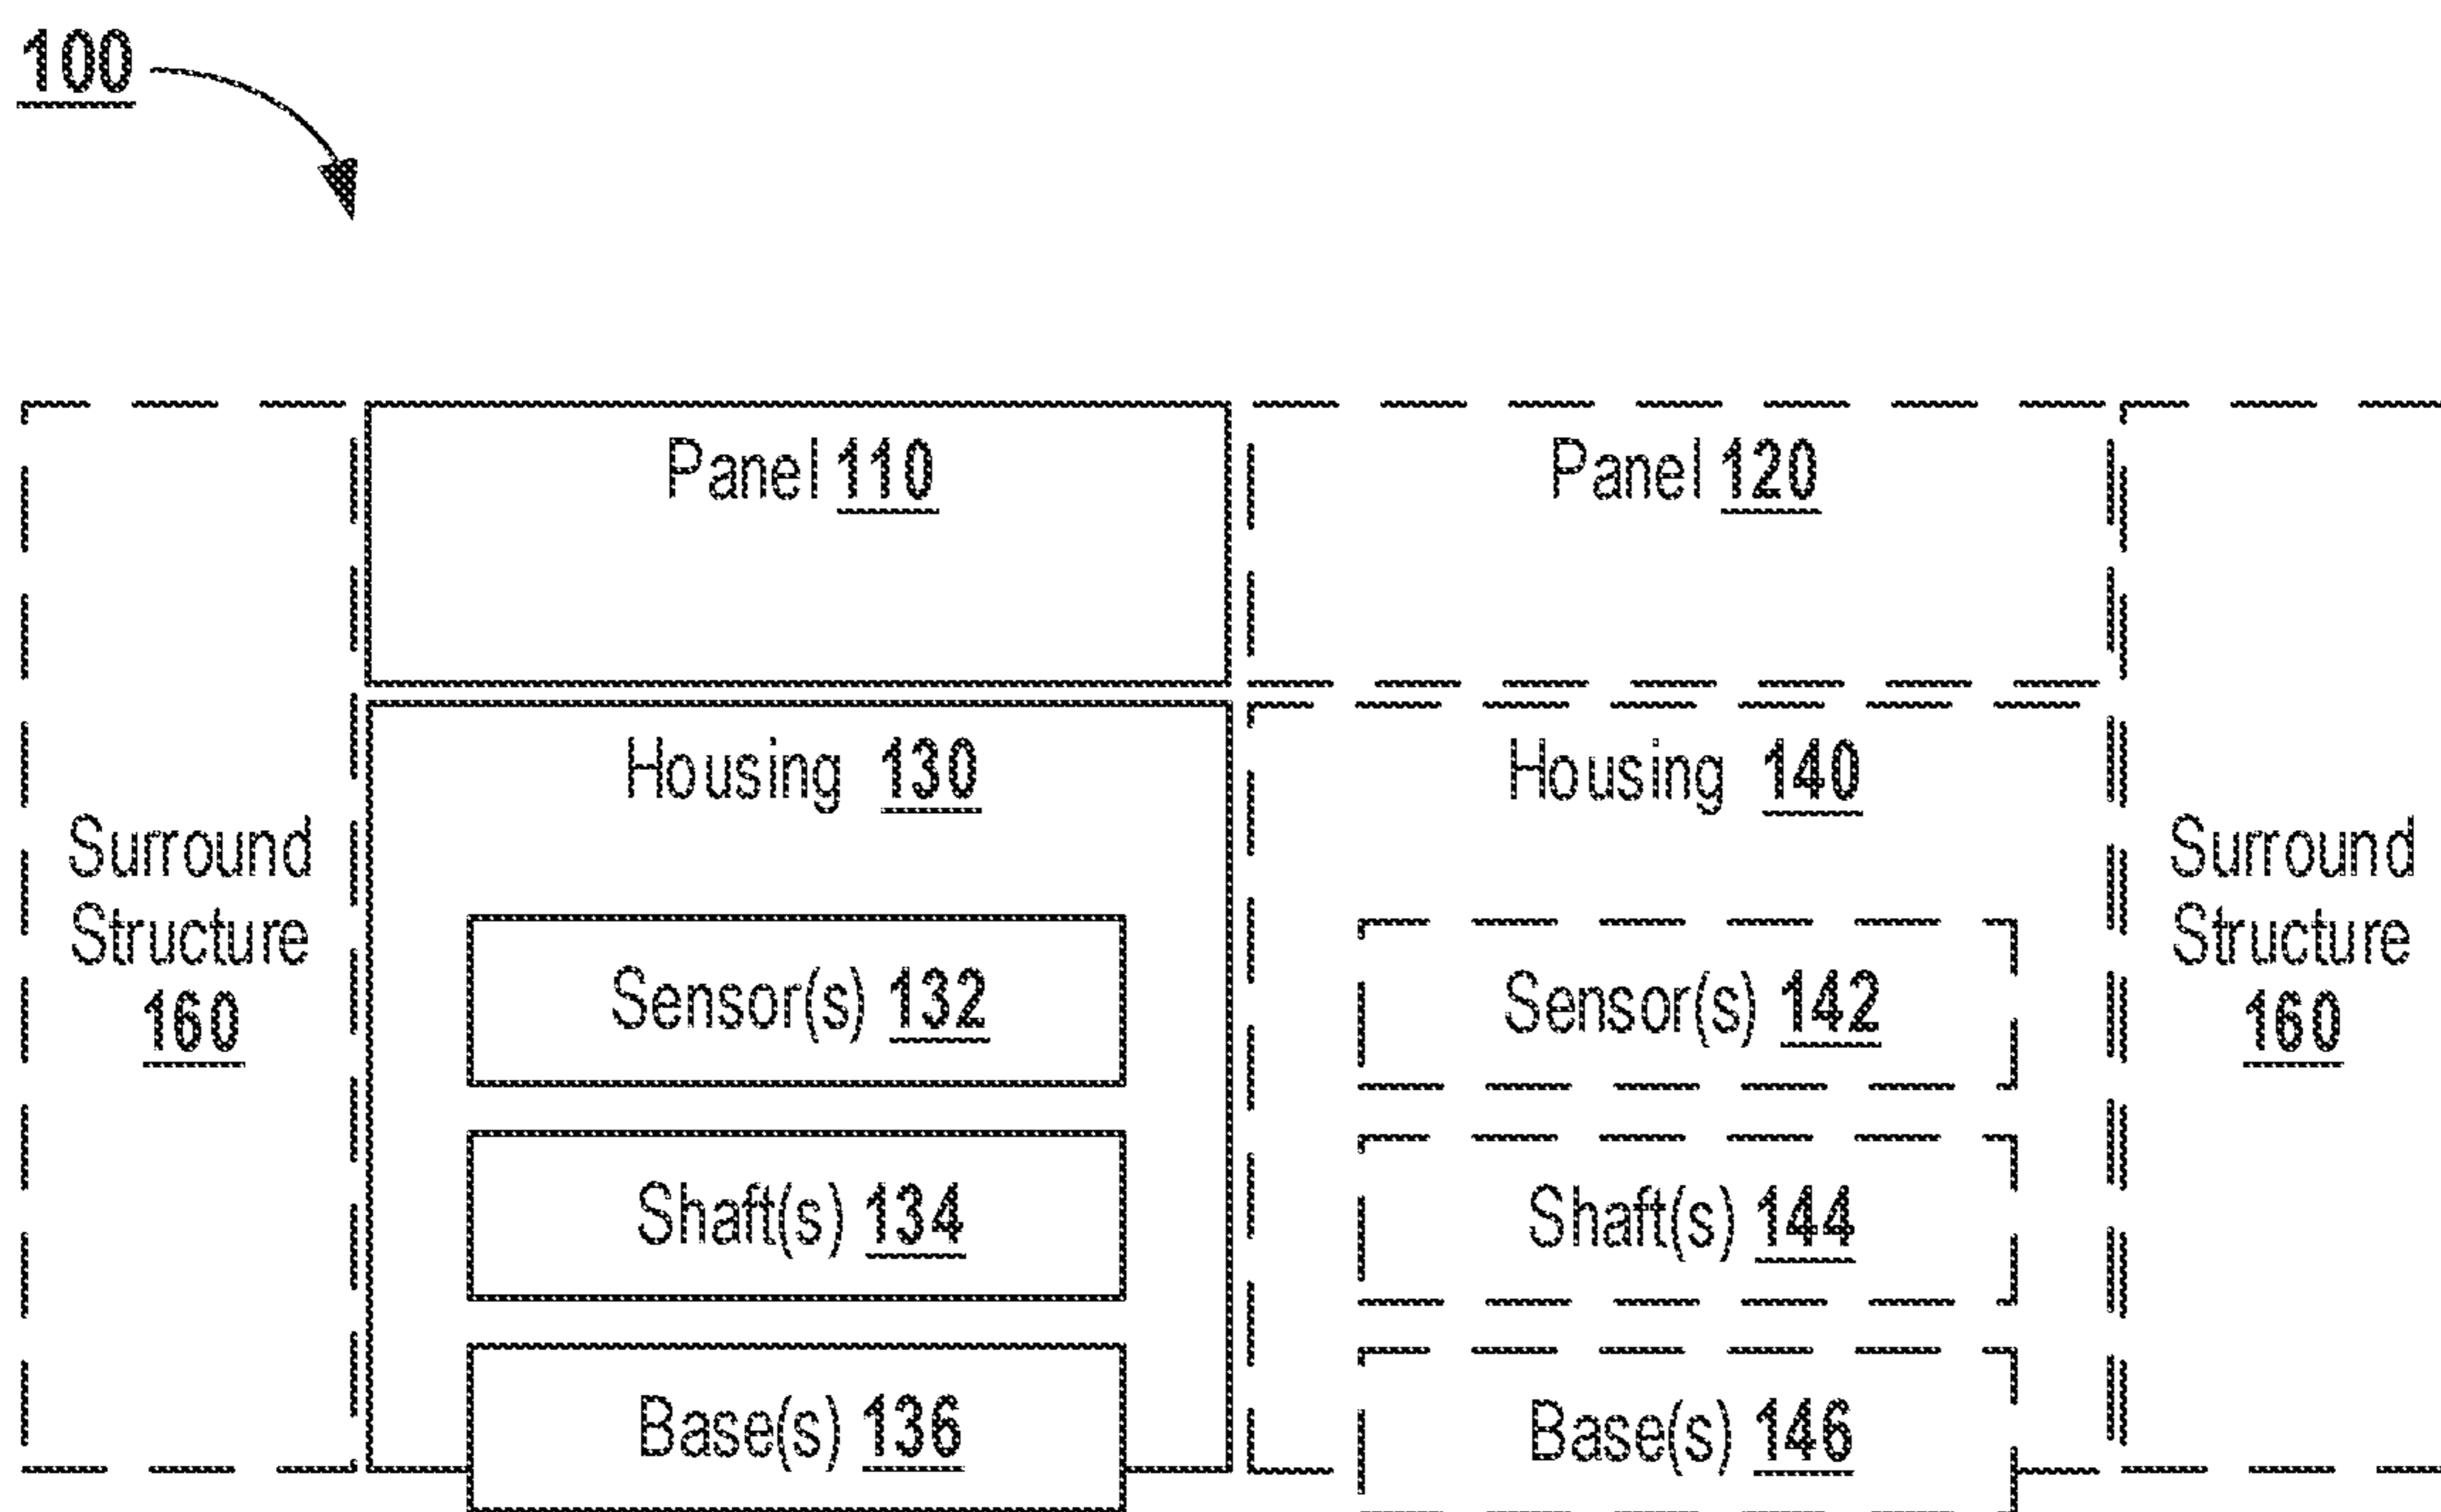 100
Panel 110
Panel 120
Housing 130
Housing 140
Surround
Structure
160
Sensor(s) 132
Shaft(s) 134
Base(s) 136
Sensor(s) 142
Shaft(s) 144
Base(s) 146
Surround
Structure
160